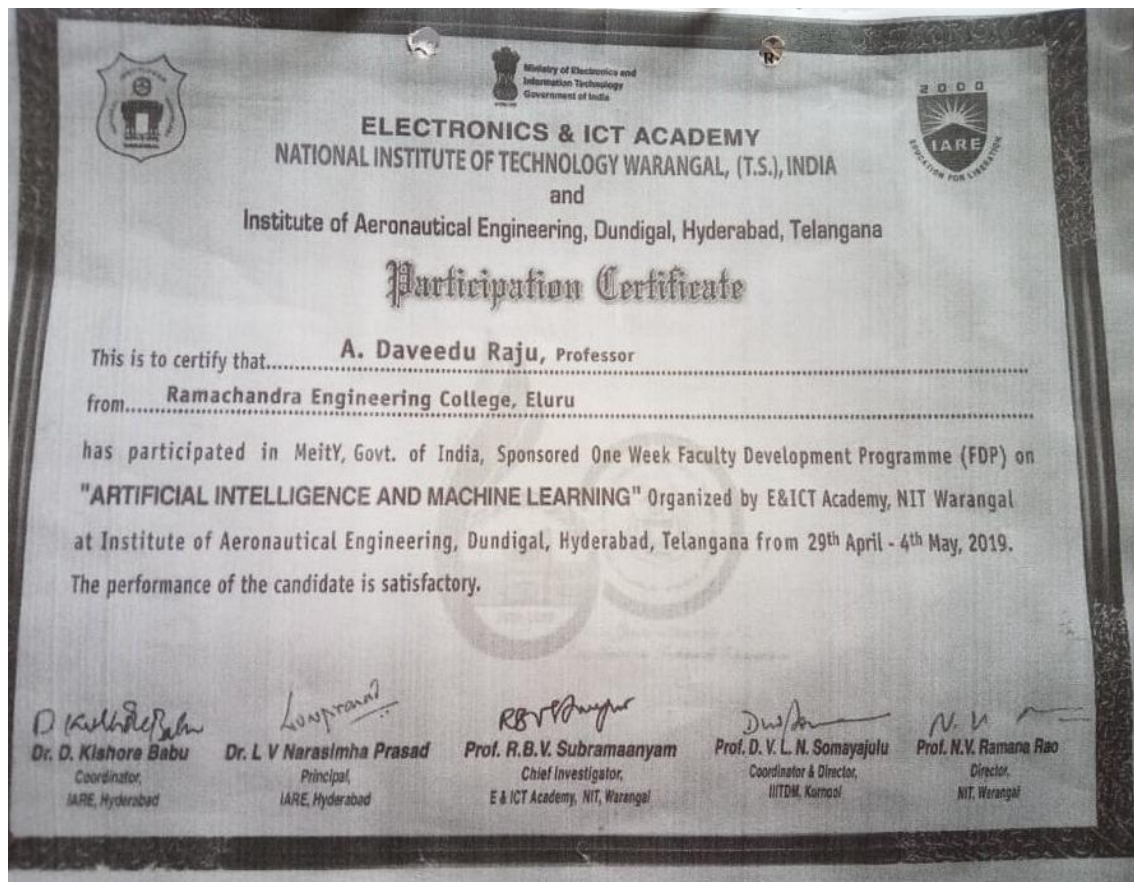 Ministry of Electronics and
Information Technology
Government of India
2000
IARE
EDUCATION FOR LIBERATION
ELECTRONICS & ICT ACADEMY
NATIONAL INSTITUTE OF TECHNOLOGY WARANGAL, (T.S.), INDIA
and
Institute of Aeronautical Engineering, Dundigal, Hyderabad, Telangana
Participation Certificate
This is to certify that.......... A. Daveedu Raju, Professor
from....... Ramachandra Engineering College, Eluru
has participated in MeitY, Govt. of India, Sponsored One Week Faculty Development Programme (FDP) on
"ARTIFICIAL INTELLIGENCE AND MACHINE LEARNING" Organized by E&ICT Academy, NIT Warangal
at Institute of Aeronautical Engineering, Dundigal, Hyderabad, Telangana from 29th April - 4th May, 2019.
The performance of the candidate is satisfactory.
Dr. D. Kishore Babu
Coordinator,
IARE, Hyderabad
Dr. L V Narasimha Prasad
Principal,
IARE, Hyderabad
Prof. R.B.V. Subramaanyam
Chief Investigator,
E & ICT Academy, NIT, Warangal
Prof. D. V. L. N. Somayajulu
Coordinator & Director,
IIITDM, Kurnool
Prof. N.V. Ramana Rao
Director,
NIT, Warangal